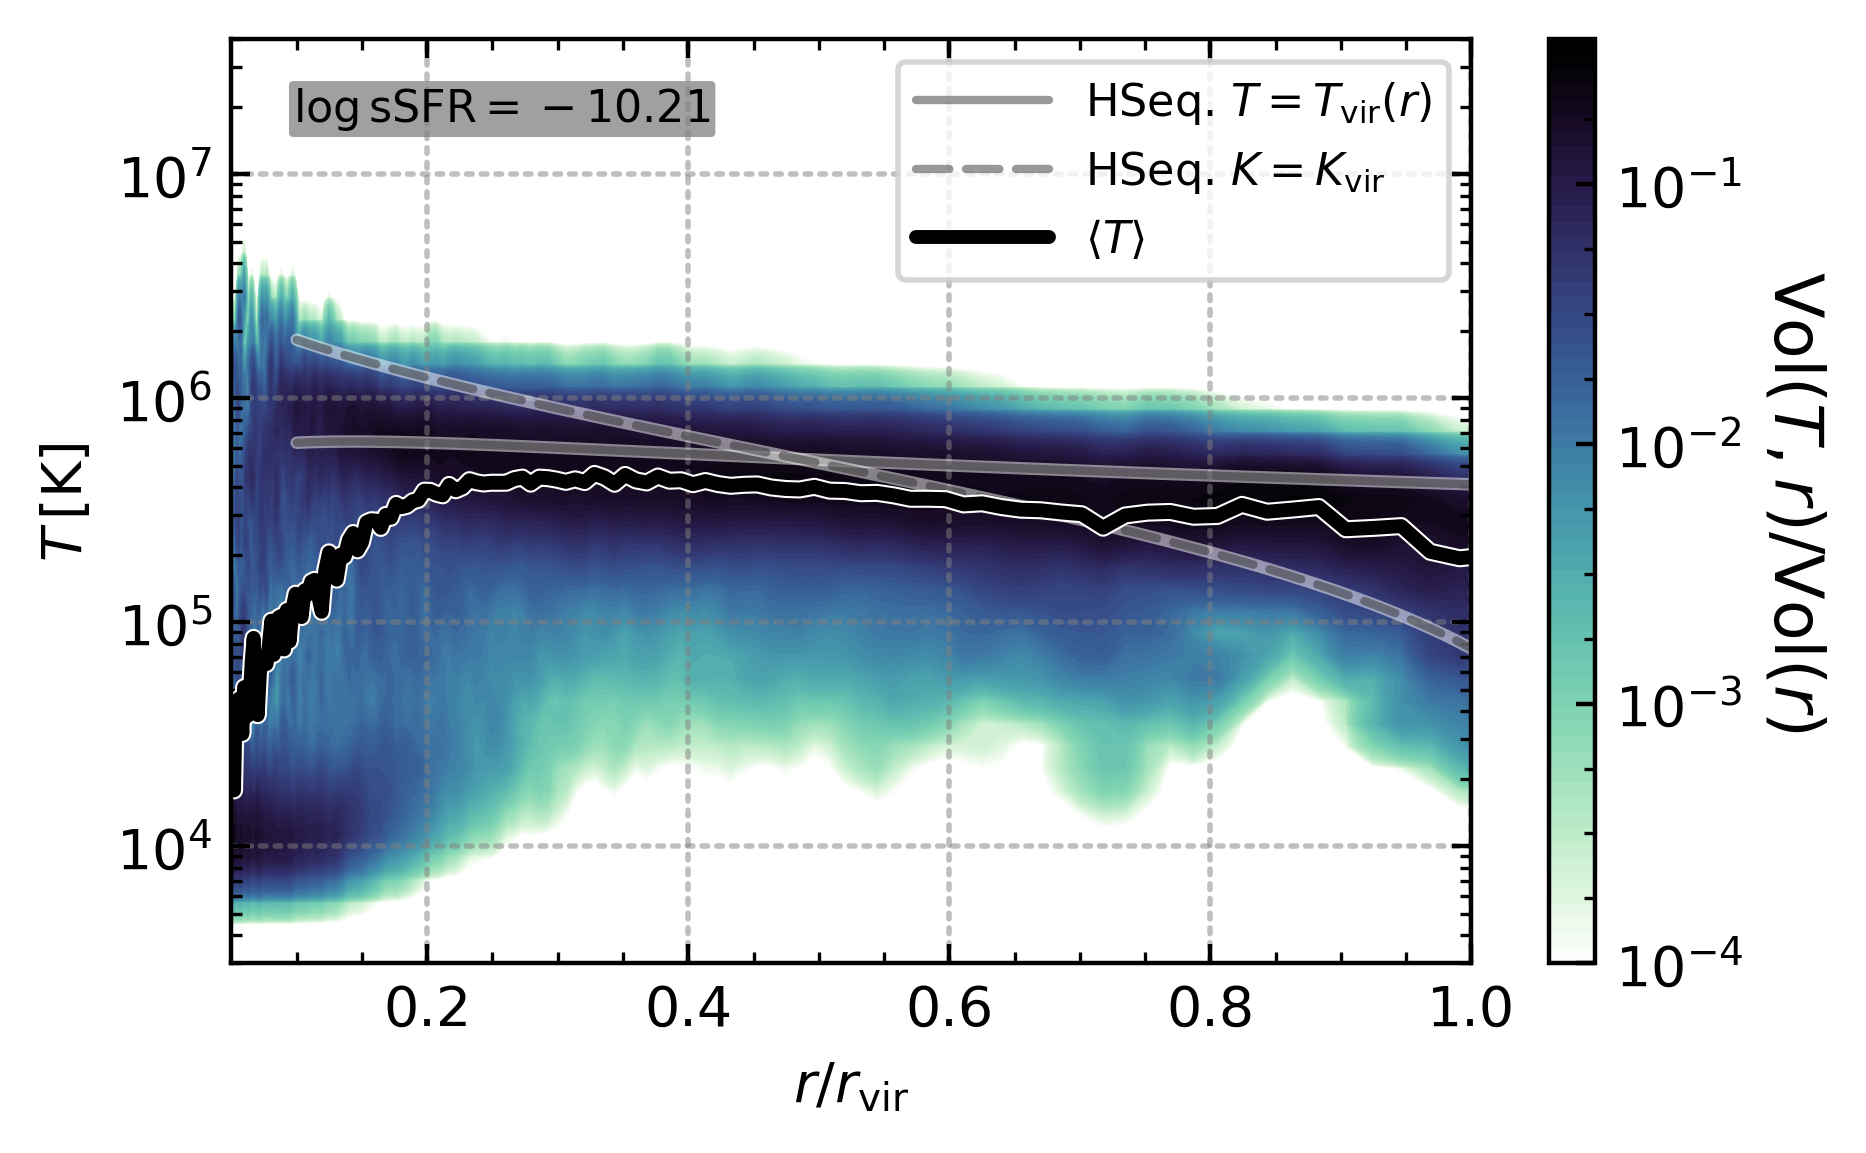 log sSFR = −10.21
HSeq. T = T_vir(r)
HSeq. K = K_vir
⟨T⟩
10^7
10^6
10^5
10^4
T [K]
0.2 0.4 0.6 0.8 1.0
r/r_vir
10^−1
10^−2
10^−3
10^−4
Vol(T, r)/Vol(r)